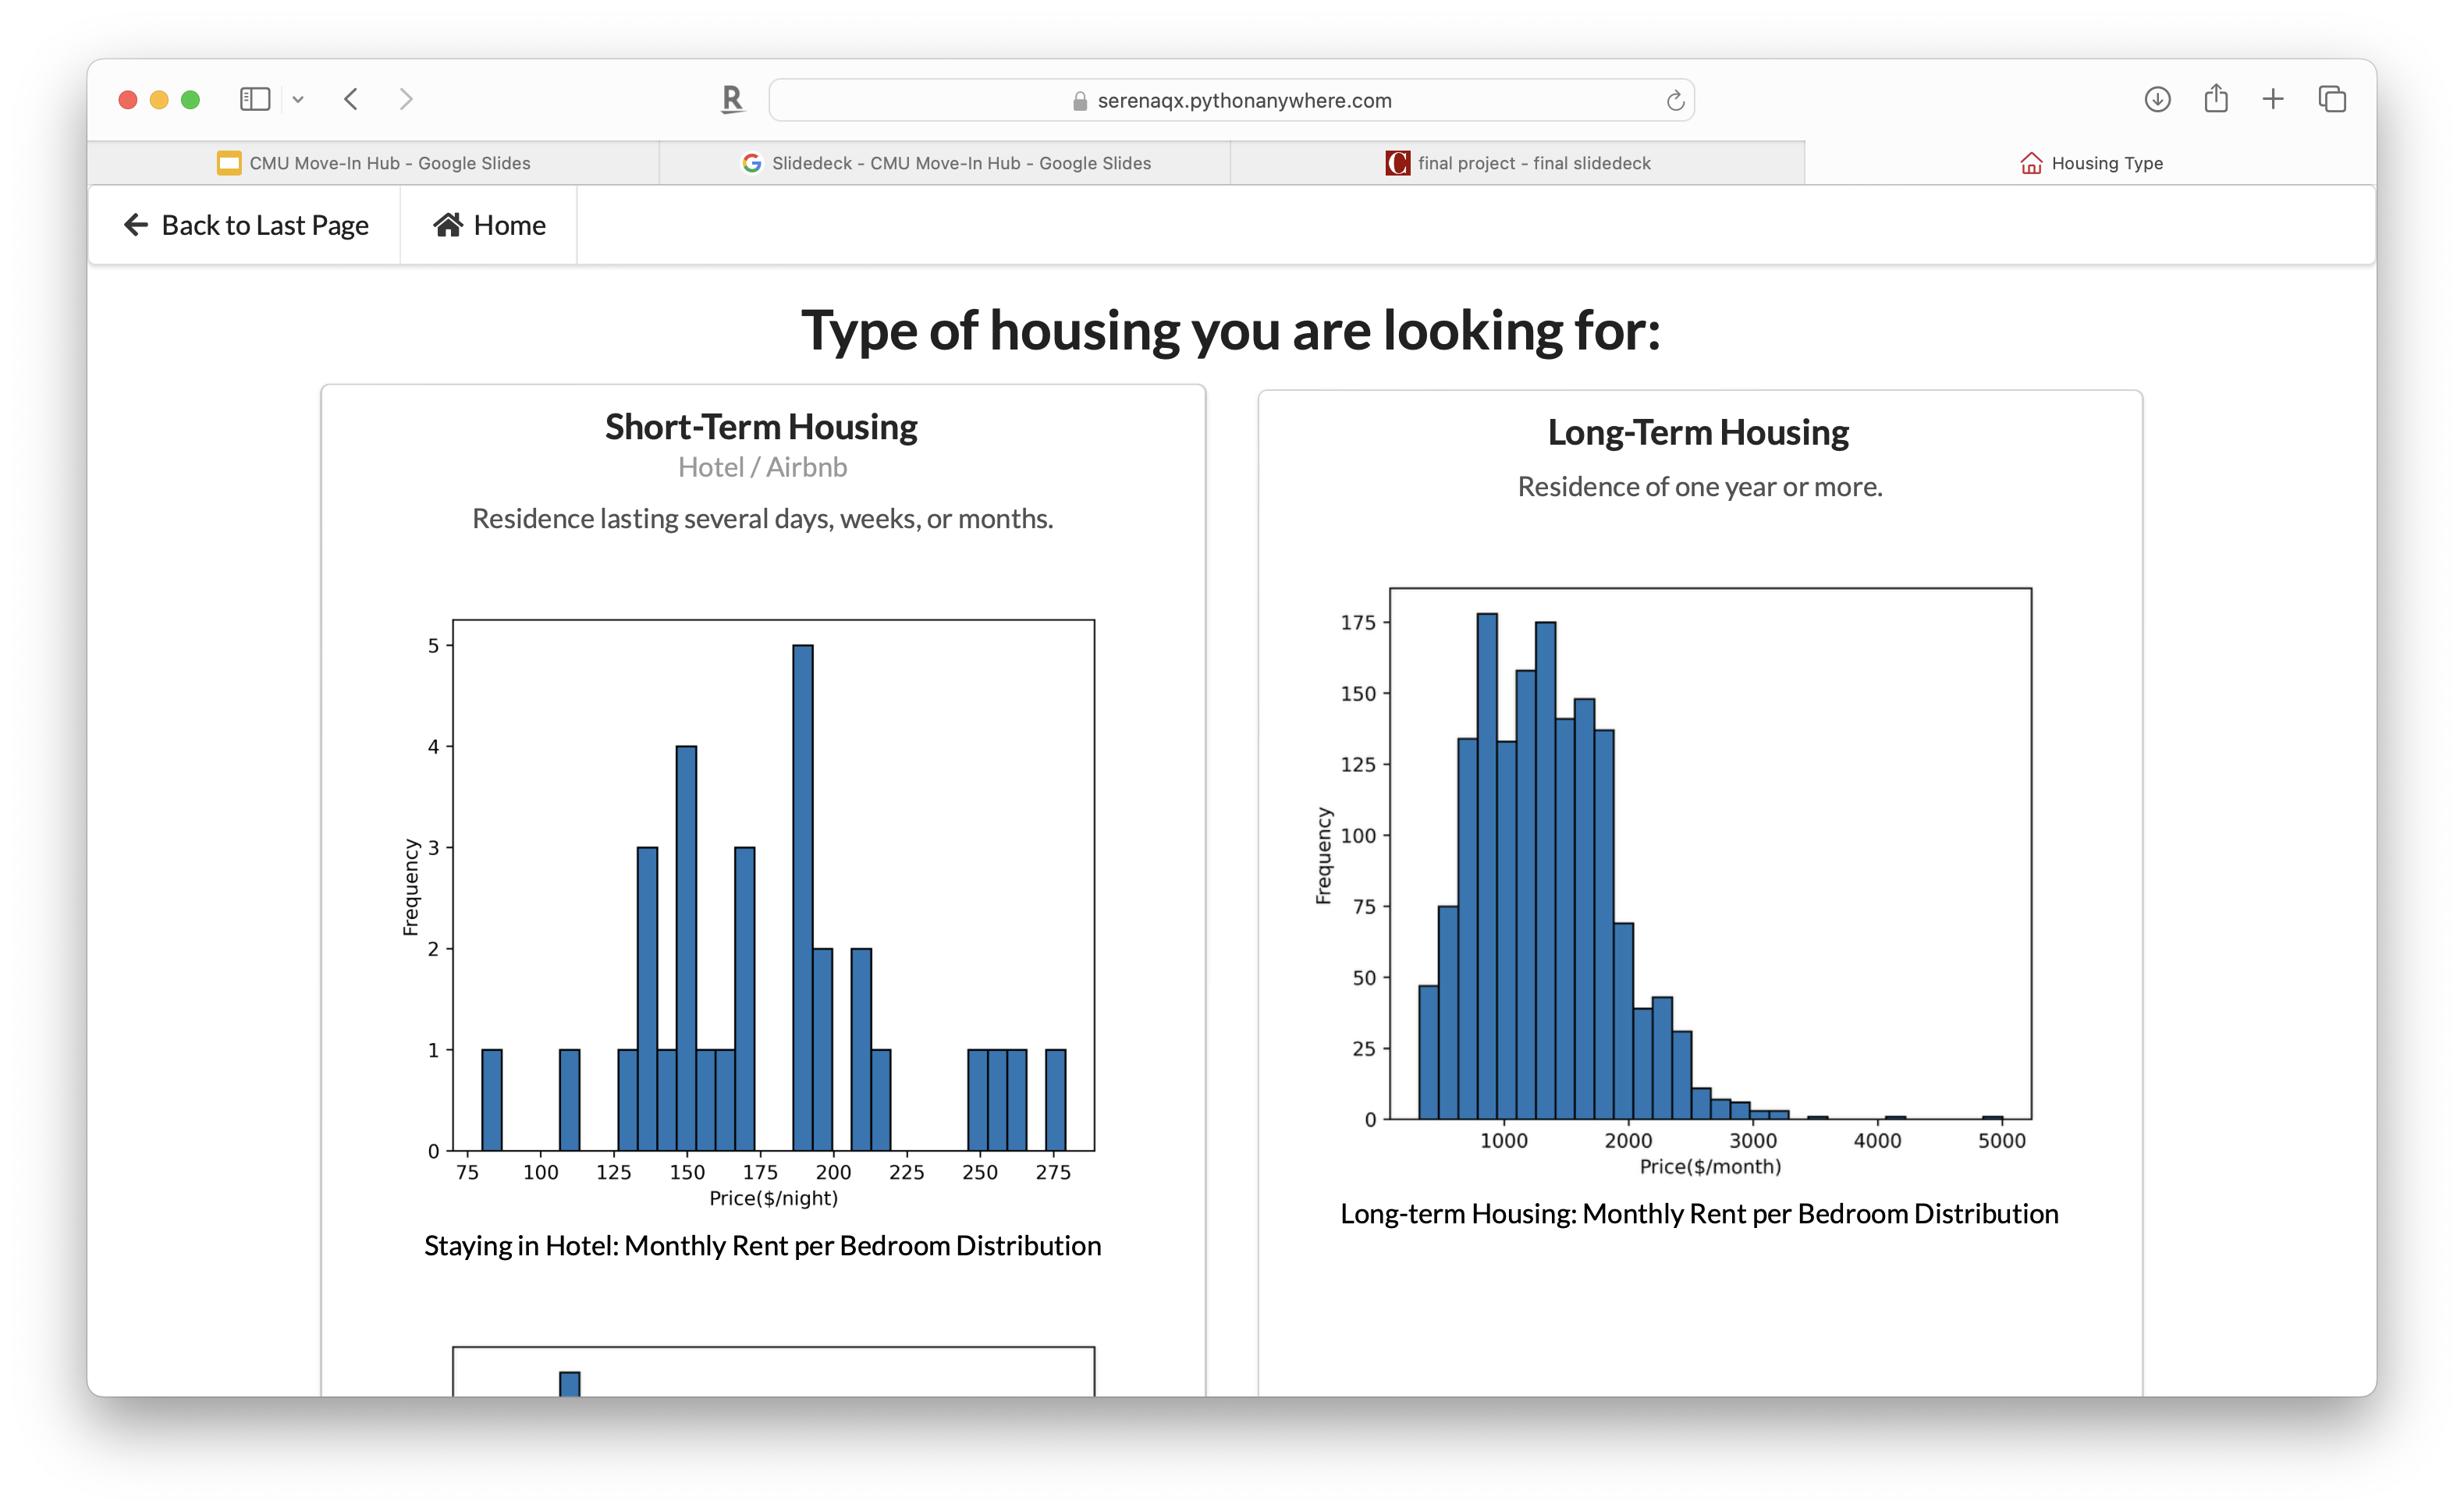 serenaqx.pythonanywhere.com
CMU Move-In Hub - Google Slides
Slidedeck - CMU Move-In Hub - Google Slides
final project - final slidedeck
Housing Type
Back to Last Page
Home
Type of housing you are looking for:
Short-Term Housing
Hotel / Airbnb
Residence lasting several days, weeks, or months.
5
4
3
2
1
0
Frequency
75 100 125 150 175 200 225 250 275
Price($/night)
Staying in Hotel: Monthly Rent per Bedroom Distribution
Long-Term Housing
Residence of one year or more.
175
150
125
100
75
50
25
0
Frequency
1000 2000 3000 4000 5000
Price($/month)
Long-term Housing: Monthly Rent per Bedroom Distribution